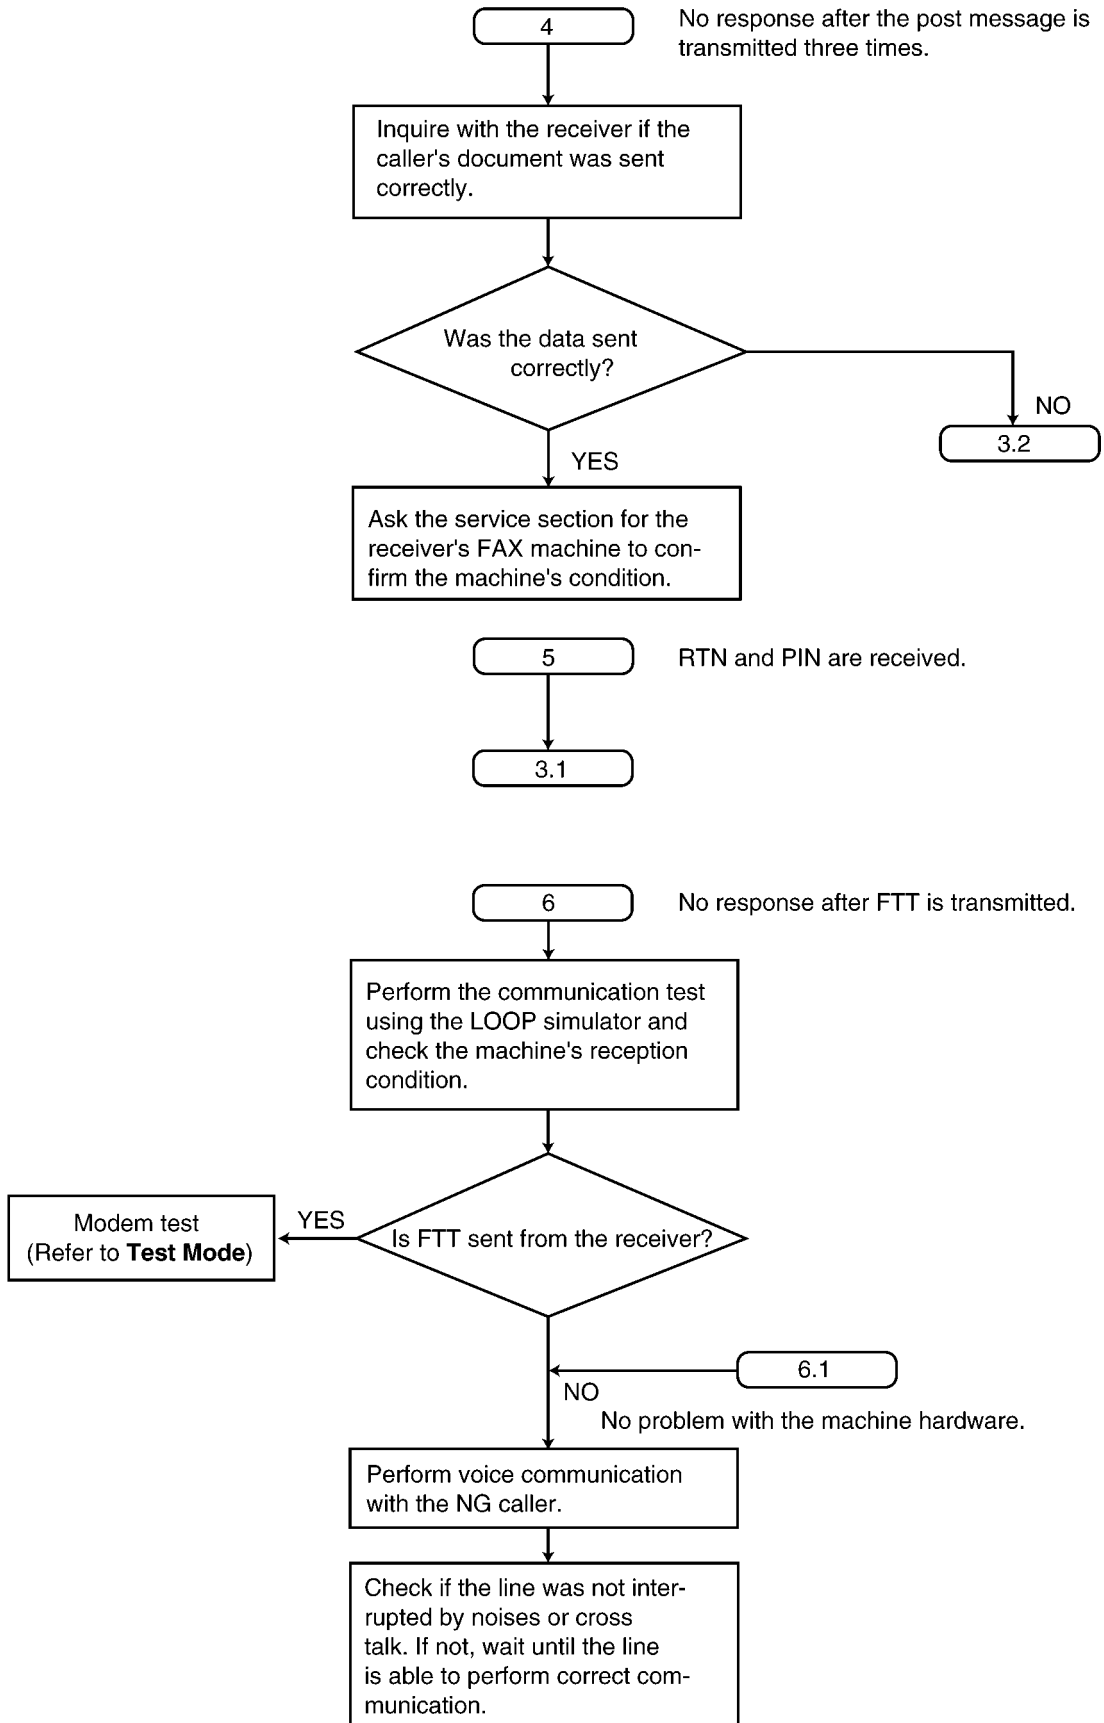 4
No response after the post message is
transmitted three times.
Inquire with the receiver if the
caller's document was sent
correctly.
Was the data sent
correctly?
NO
3.2
YES
Ask the service section for the
receiver's FAX machine to con-
firm the machine's condition.
5
RTN and PIN are received.
3.1
6
No response after FTT is transmitted.
Perform the communication test
using the LOOP simulator and
check the machine's reception
condition.
Modem test
(Refer to Test Mode)
YES
Is FTT sent from the receiver?
6.1
NO
No problem with the machine hardware.
Perform voice communication
with the NG caller.
Check if the line was not inter-
rupted by noises or cross
talk. If not, wait until the line
is able to perform correct com-
munication.